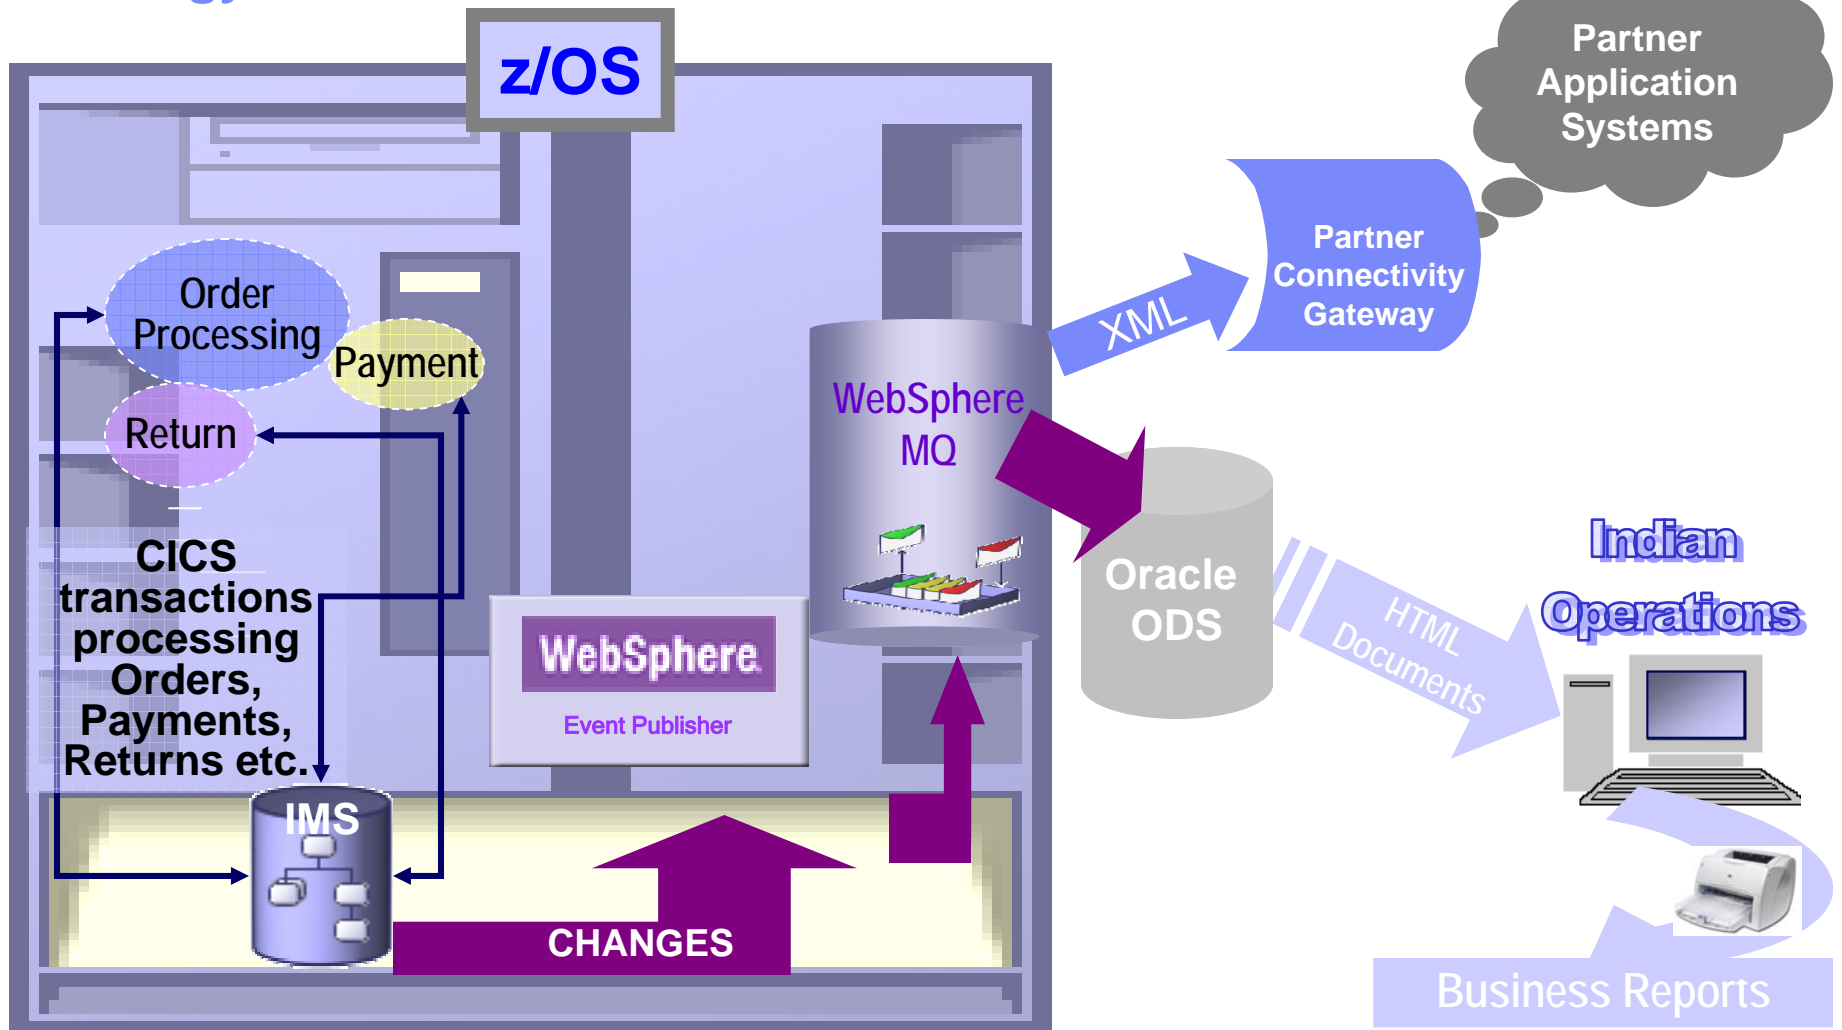 z/OS
Partner
Application
Systems
Partner
Connectivity
Gateway
XML
Order
Processing
Payment
Return
WebSphere
MQ
CICS
transactions
processing
Orders,
Payments,
Returns etc.
WebSphere
Event Publisher
Oracle
ODS
HTML
Documents
Indian
Operations
IMS
CHANGES
Business Reports